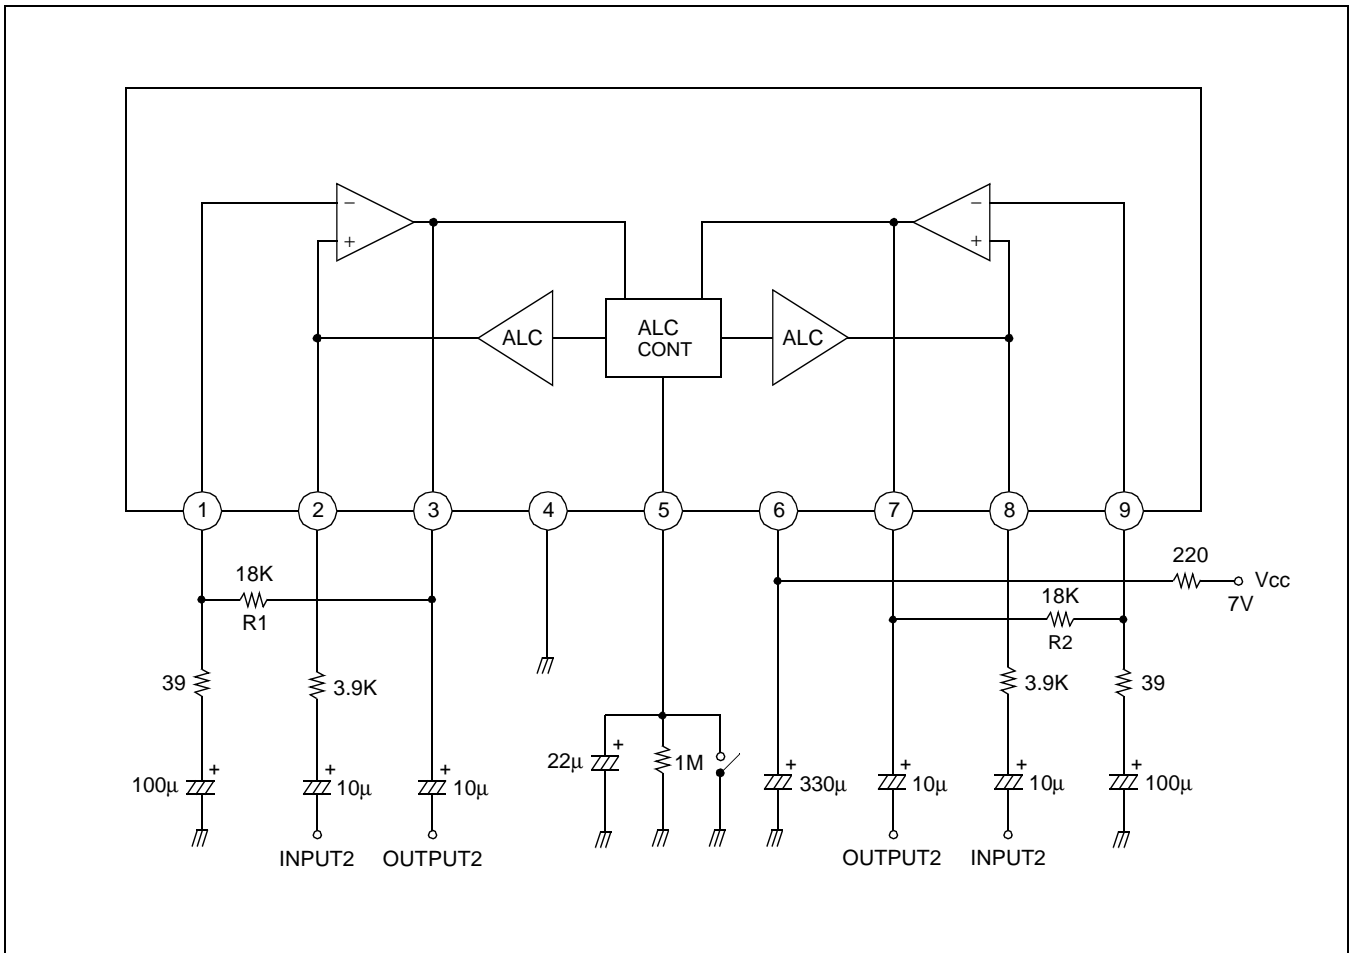 − −
+ +
ALC ALC CONT ALC
1 2 3 4 5 6 7 8 9
220
Vcc
7V
18K
R1
18K
R2
39 3.9K 3.9K 39
+
22µ 1M
+ + + + + + +
100µ 10µ 10µ 330µ 10µ 10µ 100µ
INPUT2 OUTPUT2 OUTPUT2 INPUT2